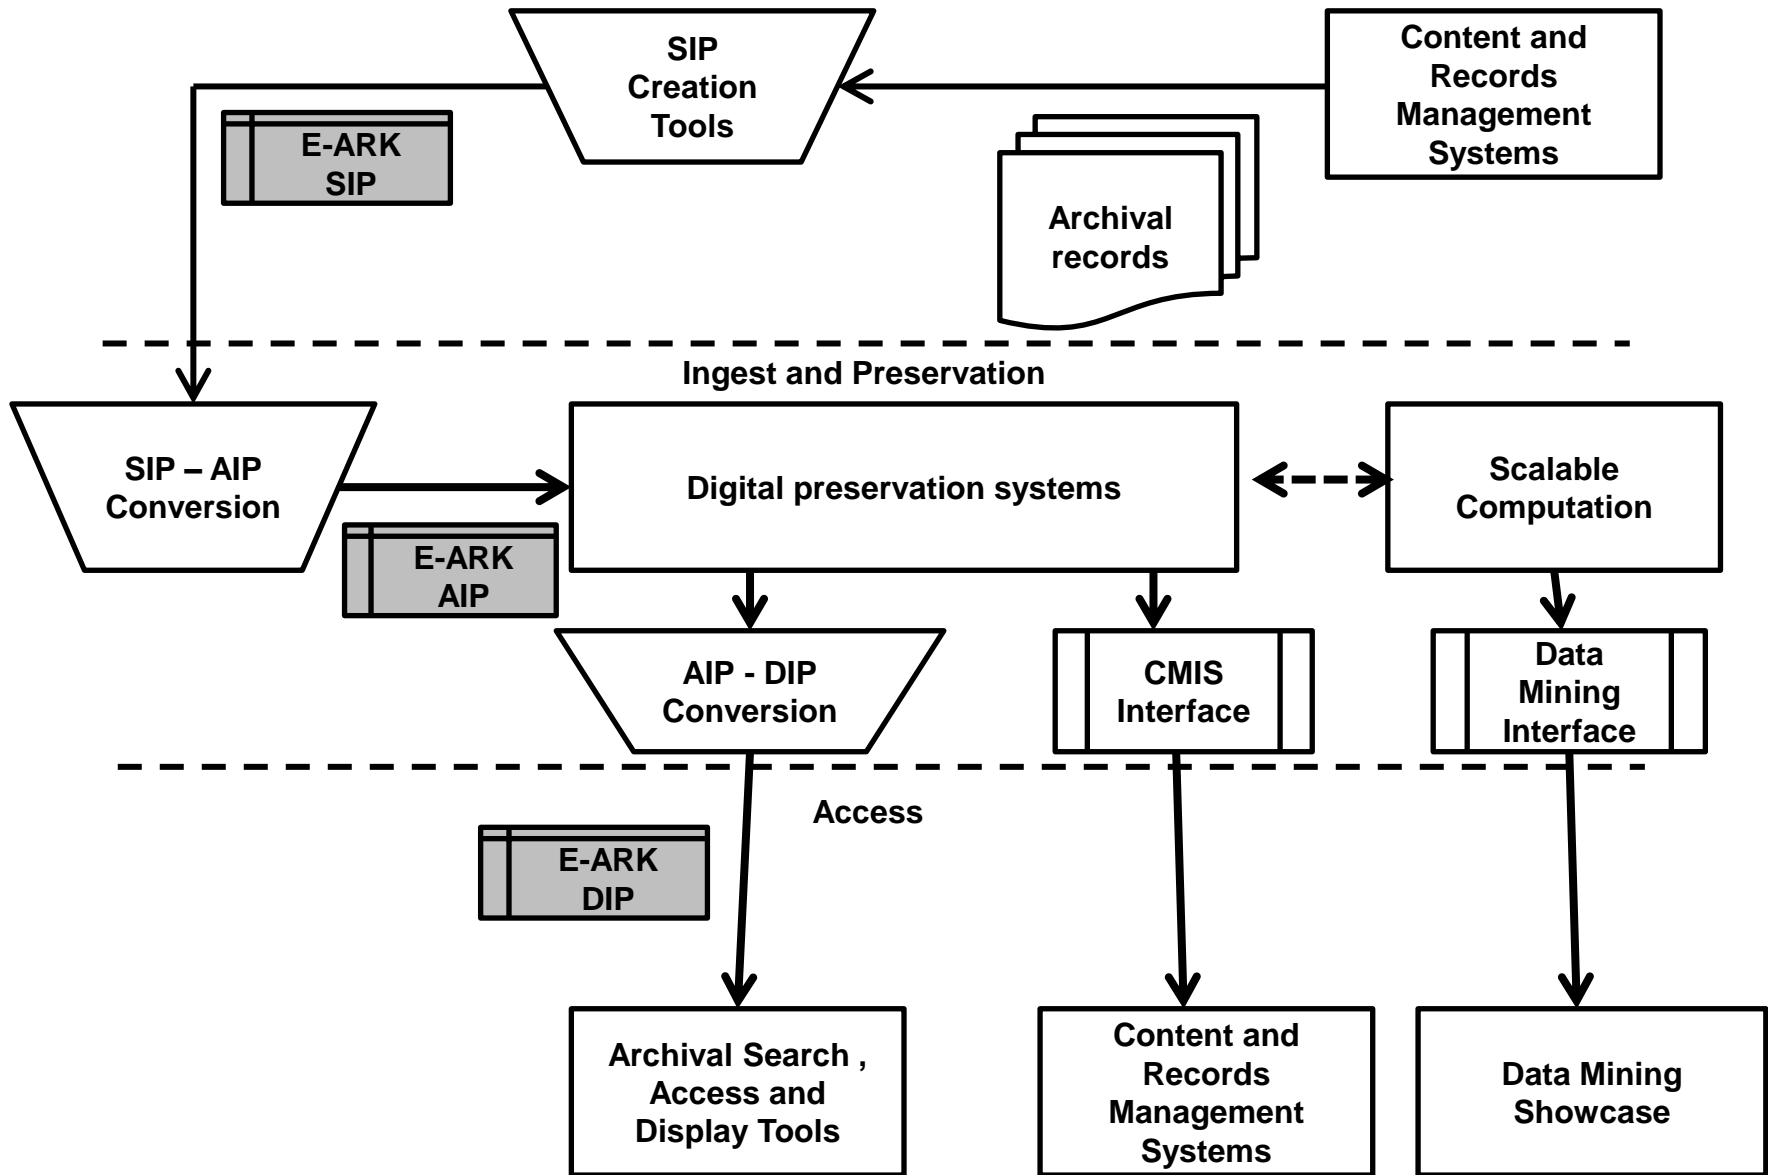 SIP
Creation
Tools
Content and
Records
Management
Systems
E-ARK
SIP
Archival
records
Ingest and Preservation
SIP – AIP
Conversion
Digital preservation systems
Scalable
Computation
E-ARK
AIP
AIP - DIP
Conversion
CMIS
Interface
Data
Mining
Interface
Access
E-ARK
DIP
Archival Search ,
Access and
Display Tools
Content and
Records
Management
Systems
Data Mining
Showcase